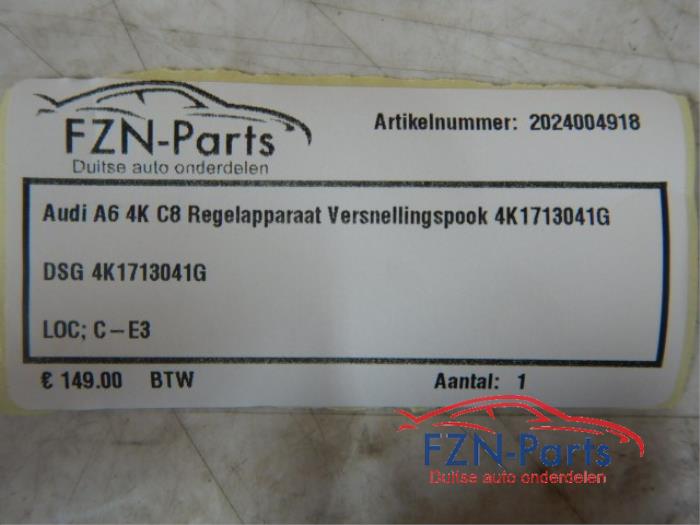 FZN-Parts
Duitse auto onderdelen
Artikelnummer: 2024004918
Audi A6 4K C8 Regelapparaat Versnellingspook 4K1713041G
DSG 4K1713041G
LOC; C-E3
€ 149.00 BTW
Aantal: 1
FZN-Parts
Duitse auto onderdelen